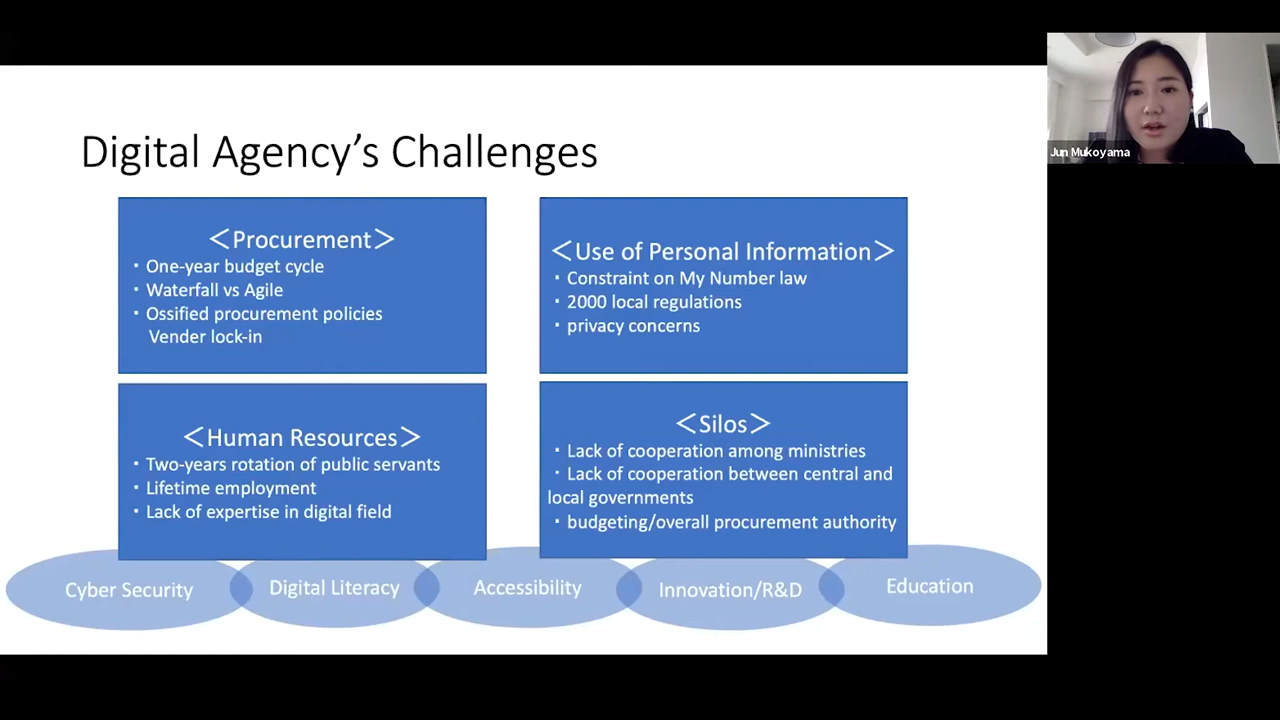 Digital Agency's Challenges
＜Procurement＞
・One-year budget cycle
・Waterfall vs Agile
・Ossified procurement policies
Vender lock-in
＜Use of Personal Information＞
・Constraint on My Number law
・2000 local regulations
・privacy concerns
＜Human Resources＞
・Two-years rotation of public servants
・Lifetime employment
・Lack of expertise in digital field
＜Silos＞
・Lack of cooperation among ministries
・Lack of cooperation between central and
local governments
・budgeting/overall procurement authority
Cyber Security
Digital Literacy
Accessibility
Innovation/R&D
Education
Jun Mukoyama